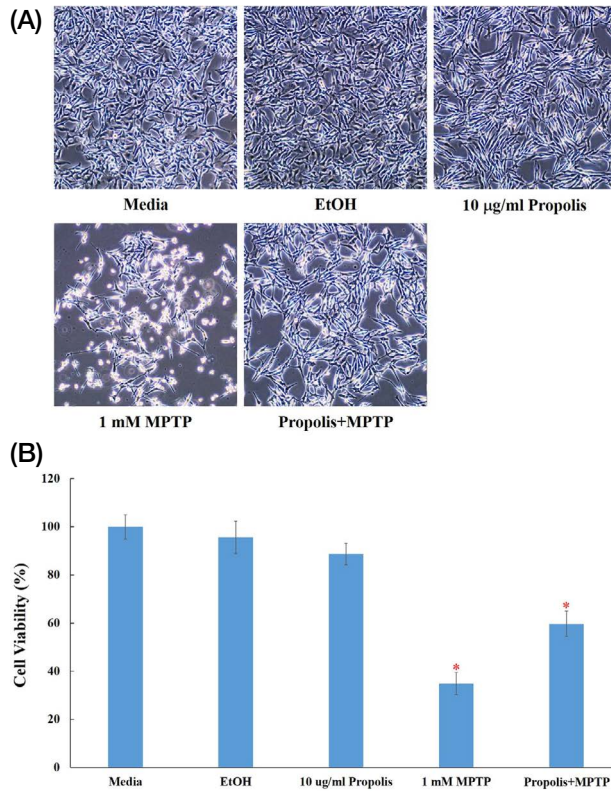 (A)
Media
EtOH
10 μg/ml Propolis
1 mM MPTP
Propolis+MPTP
(B)
Cell Viability (%)
120
100
80
60
40
20
0
*
*
Media
EtOH
10 ug/ml Propolis
1 mM MPTP
Propolis+MPTP